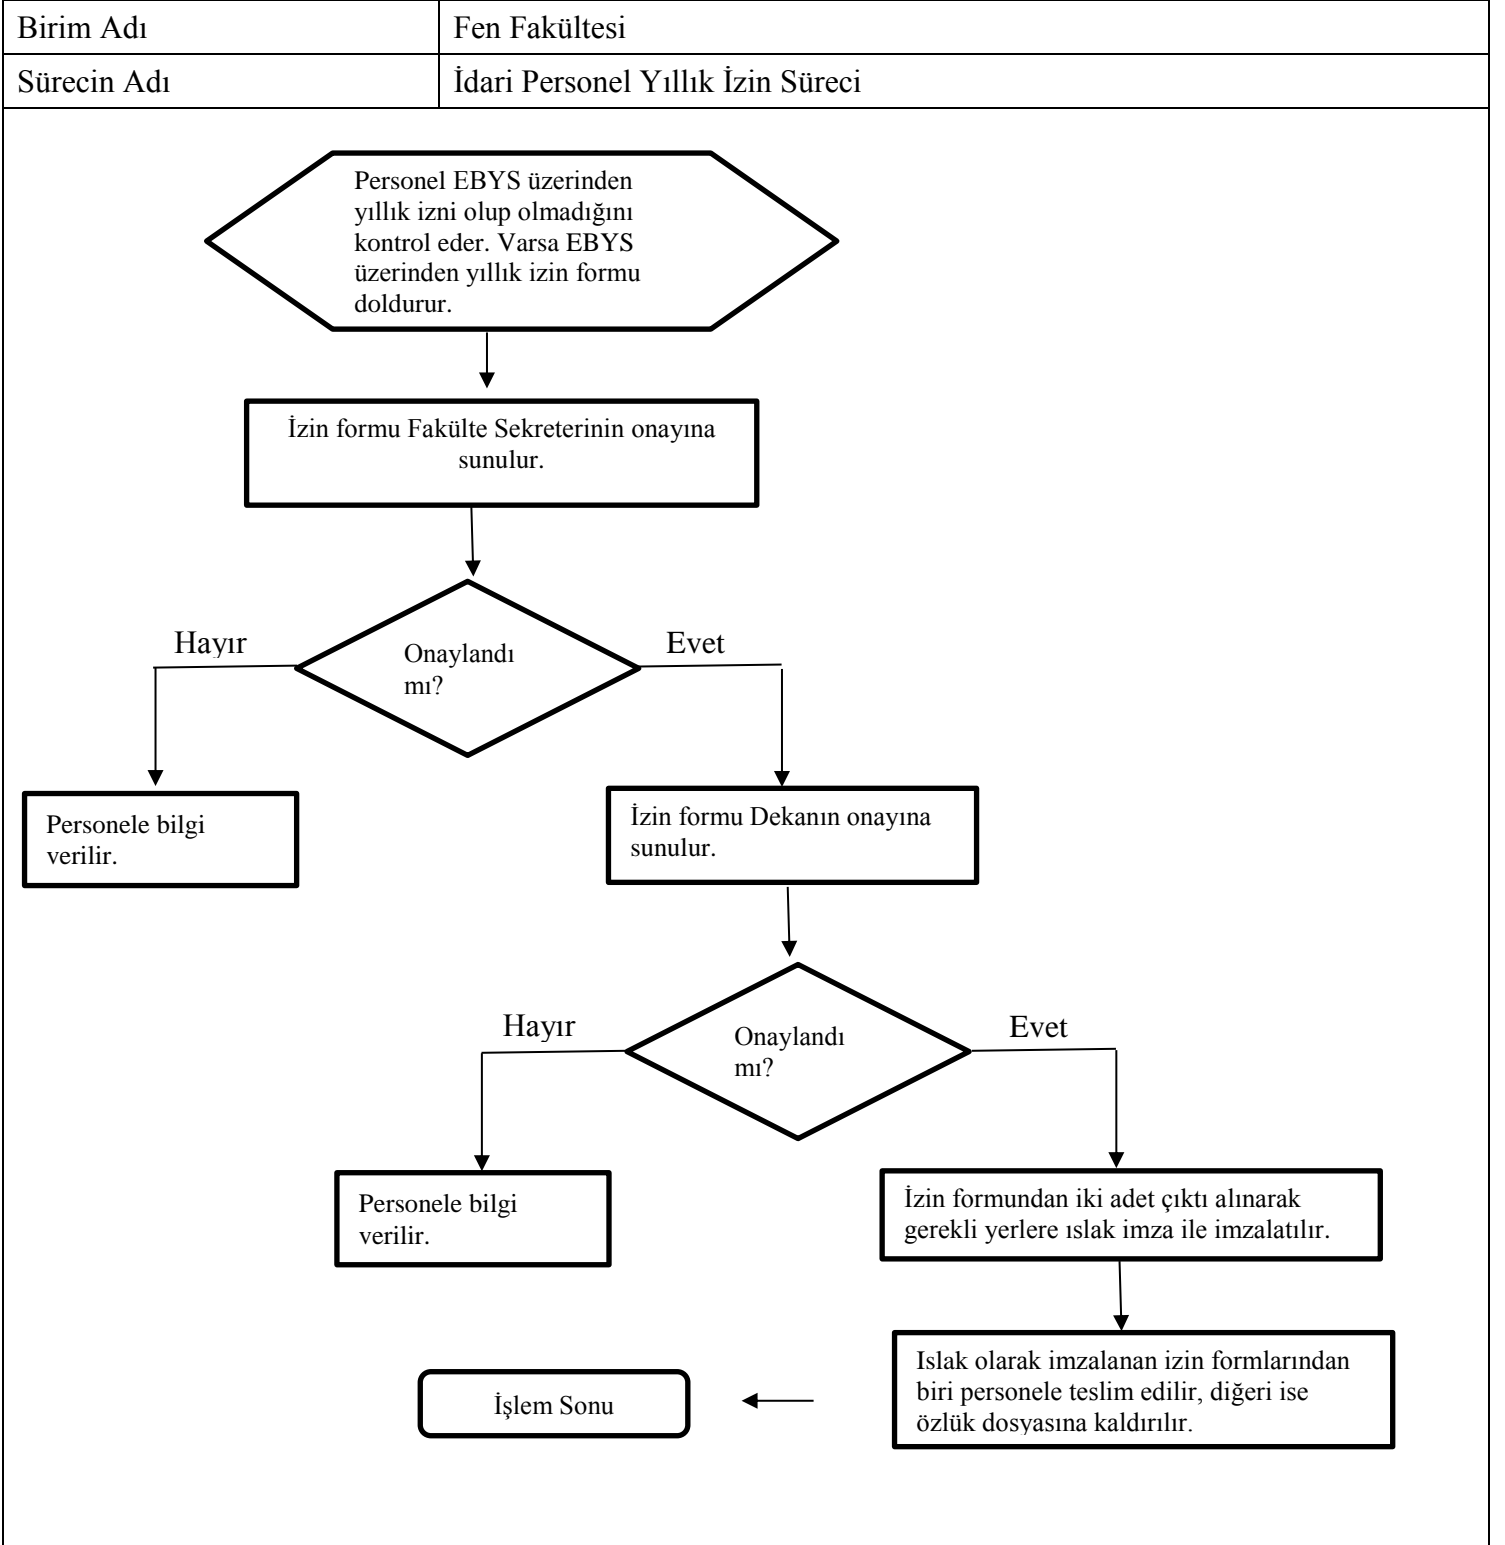 Birim Adı
Fen Fakültesi
Sürecin Adı
İdari Personel Yıllık İzin Süreci
Personel EBYS üzerinden
yıllık izni olup olmadığını
kontrol eder. Varsa EBYS
üzerinden yıllık izin formu
doldurur.
İzin formu Fakülte Sekreterinin onayına
sunulur.
Hayır
Onaylandı
mı?
Evet
Personele bilgi
verilir.
İzin formu Dekanın onayına
sunulur.
Hayır
Onaylandı
mı?
Evet
Personele bilgi
verilir.
İzin formundan iki adet çıktı alınarak
gerekli yerlere ıslak imza ile imzalatılır.
Islak olarak imzalanan izin formlarından
biri personele teslim edilir, diğeri ise
özlük dosyasına kaldırılır.
İşlem Sonu